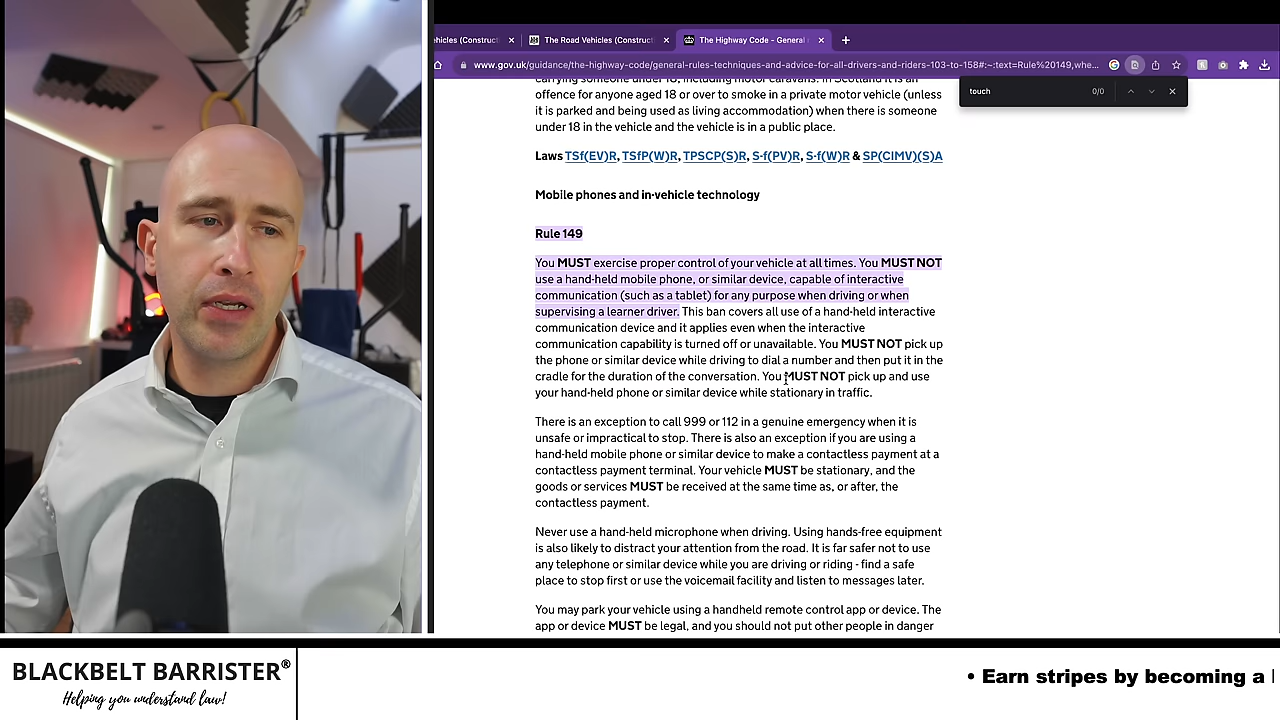 ehicles (Construct
The Road Vehicles (Construct
The Highway Code - General
www.gov.uk/guidance/the-highway-code/general-rules-techniques-and-advice-for-all-drivers-and-riders-103-to-158#:~:text=Rule%20149,whe...
touch
0/0
carrying someone under 18, including motor caravans. In Scotland it is an
offence for anyone aged 18 or over to smoke in a private motor vehicle (unless
it is parked and being used as living accommodation) when there is someone
under 18 in the vehicle and the vehicle is in a public place.
Laws TSf(EV)R, TSfP(W)R, TPSCP(S)R, S-f(PV)R, S-f(W)R & SP(CIMV)(S)A
Mobile phones and in-vehicle technology
Rule 149
You MUST exercise proper control of your vehicle at all times. You MUST NOT
use a hand-held mobile phone, or similar device, capable of interactive
communication (such as a tablet) for any purpose when driving or when
supervising a learner driver. This ban covers all use of a hand-held interactive
communication device and it applies even when the interactive
communication capability is turned off or unavailable. You MUST NOT pick up
the phone or similar device while driving to dial a number and then put it in the
cradle for the duration of the conversation. You MUST NOT pick up and use
your hand-held phone or similar device while stationary in traffic.
There is an exception to call 999 or 112 in a genuine emergency when it is
unsafe or impractical to stop. There is also an exception if you are using a
hand-held mobile phone or similar device to make a contactless payment at a
contactless payment terminal. Your vehicle MUST be stationary, and the
goods or services MUST be received at the same time as, or after, the
contactless payment.
Never use a hand-held microphone when driving. Using hands-free equipment
is also likely to distract your attention from the road. It is far safer not to use
any telephone or similar device while you are driving or riding - find a safe
place to stop first or use the voicemail facility and listen to messages later.
You may park your vehicle using a handheld remote control app or device. The
app or device MUST be legal, and you should not put other people in danger
BLACKBELT BARRISTER®
Helping you understand law!
• Earn stripes by becoming a